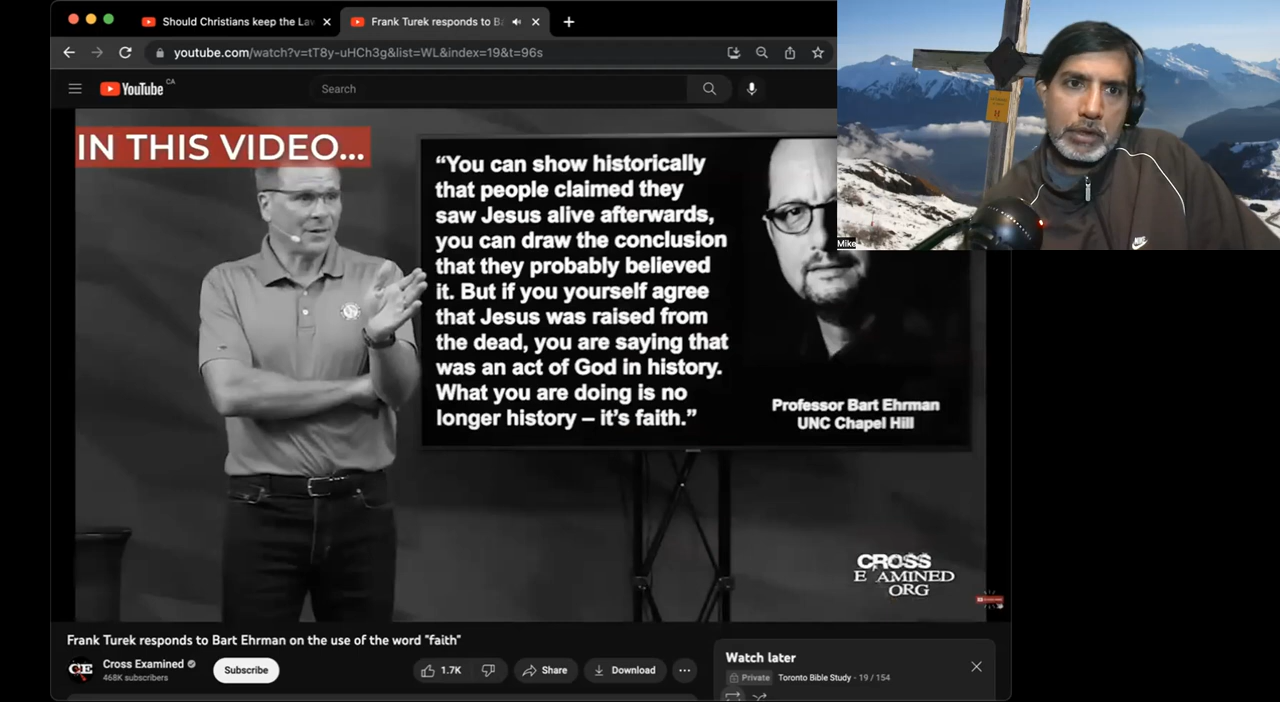 Should Christians keep the La
Frank Turek responds to B
youtube.com/watch?v=tT8y-uHCh3g&list=WL&index=19&t=96s
YouTube CA
Search
IN THIS VIDEO...
“You can show historically
that people claimed they
saw Jesus alive afterwards,
you can draw the conclusion
that they probably believed
it. But if you yourself agree
that Jesus was raised from
the dead, you are saying that
was an act of God in history.
What you are doing is no
longer history – it’s faith.”
Professor Bart Ehrman
UNC Chapel Hill
Mike
CROSS
EXAMINED
.ORG
Frank Turek responds to Bart Ehrman on the use of the word "faith"
Cross Examined
468K subscribers
Subscribe
1.7K
Share
Download
Watch later
Private Toronto Bible Study - 19 / 154